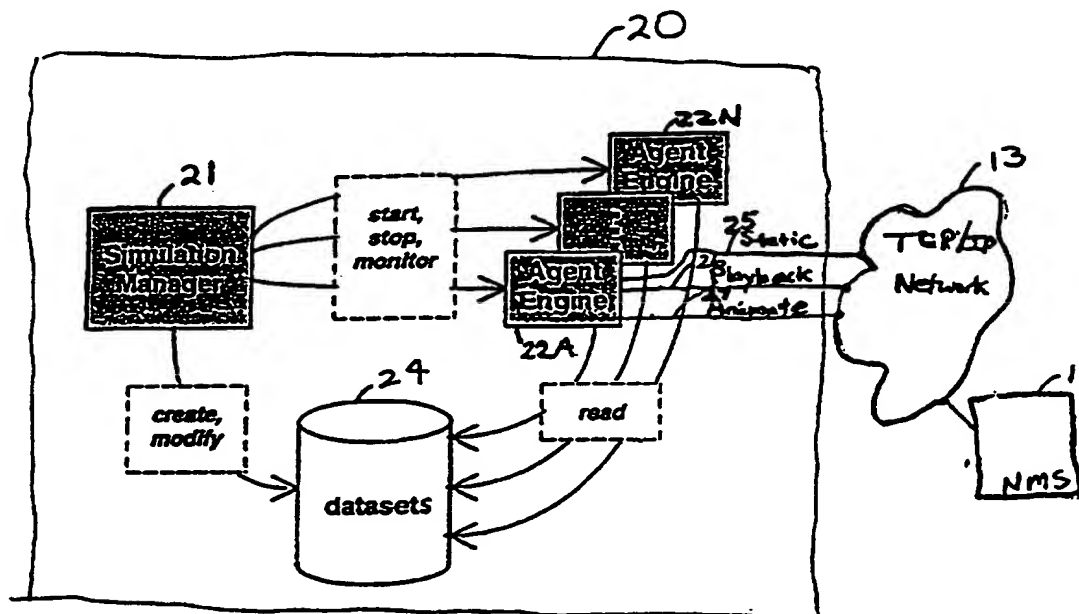 20
22N
Agent
Engine
13
21
start,
stop,
monitor
Simulation
Manager
25
Static
TCP/IP
Network
Agent
Engine
Playback
27
Animate
22A
24
1
create,
modify
read
datasets
NMS